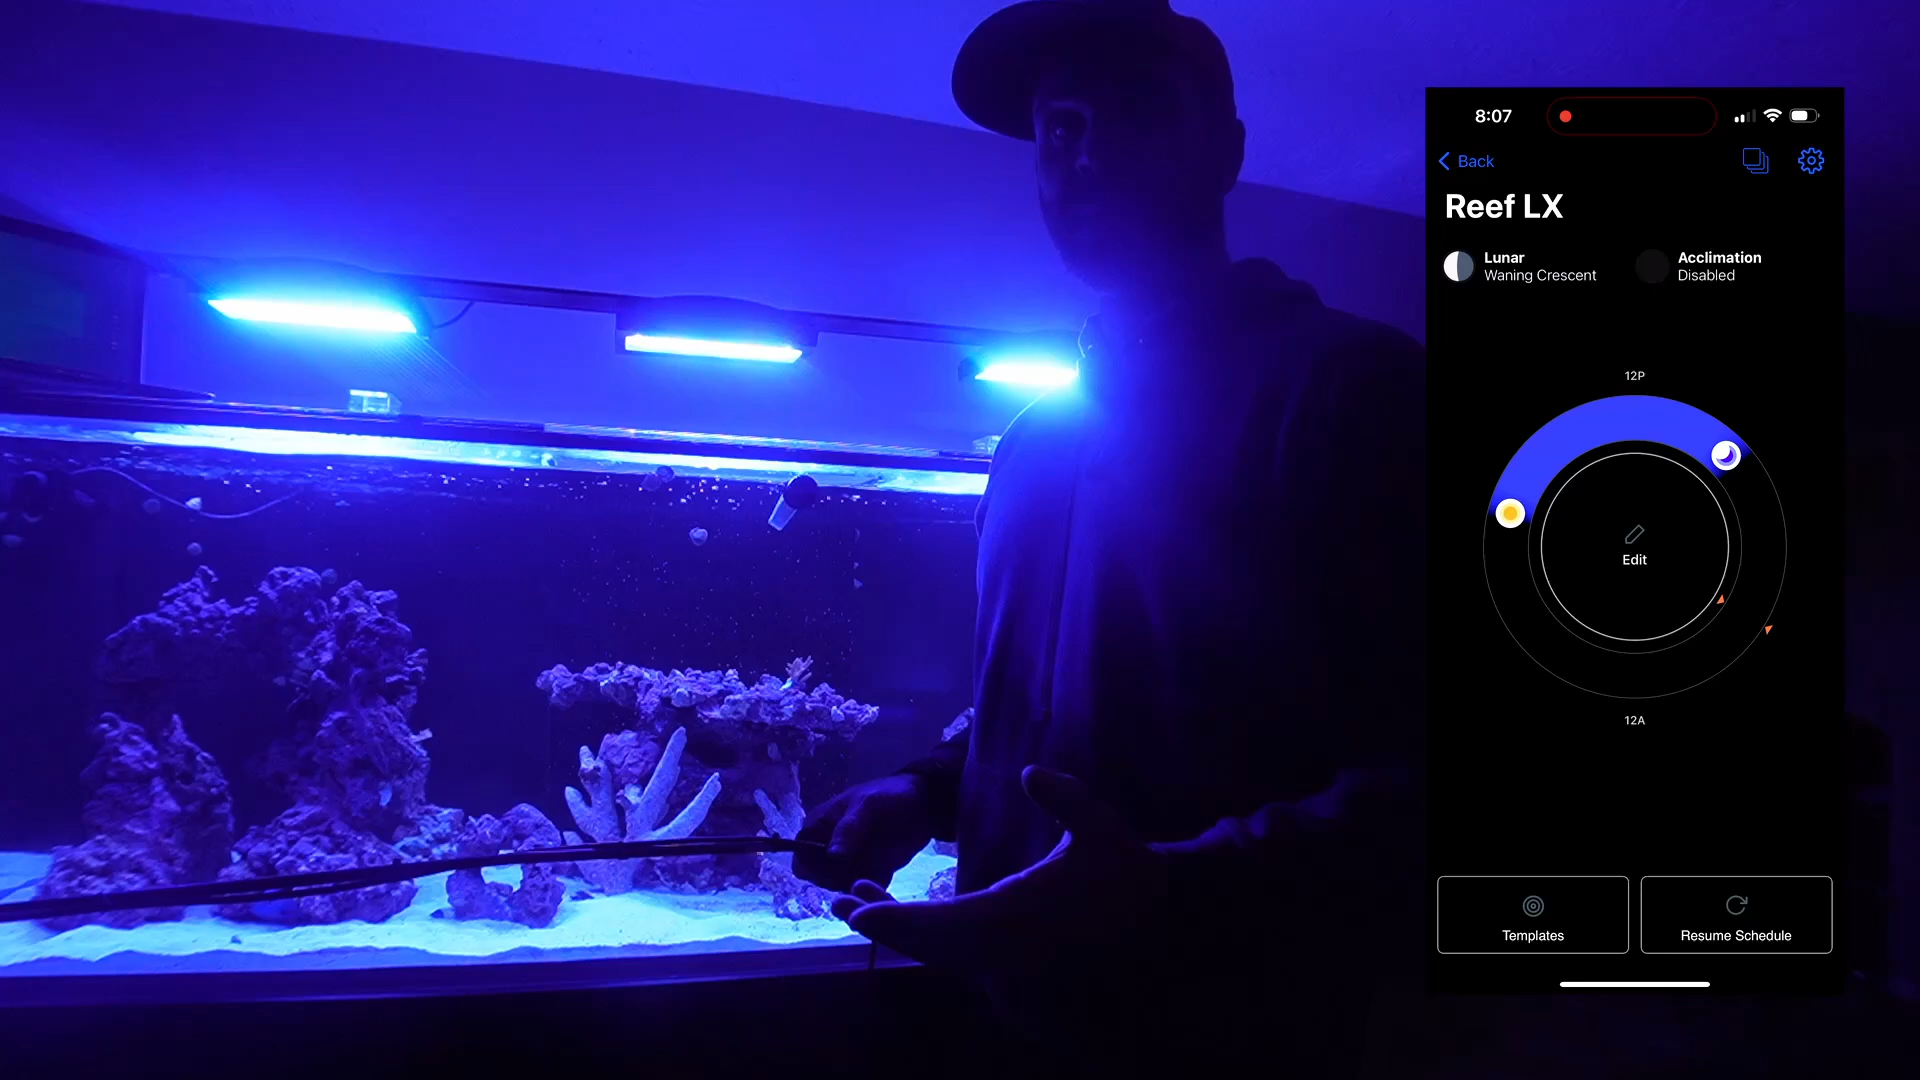 8:07
Back
Reef LX
Lunar
Waning Crescent
Acclimation
Disabled
12P
Edit
12A
Templates
Resume Schedule